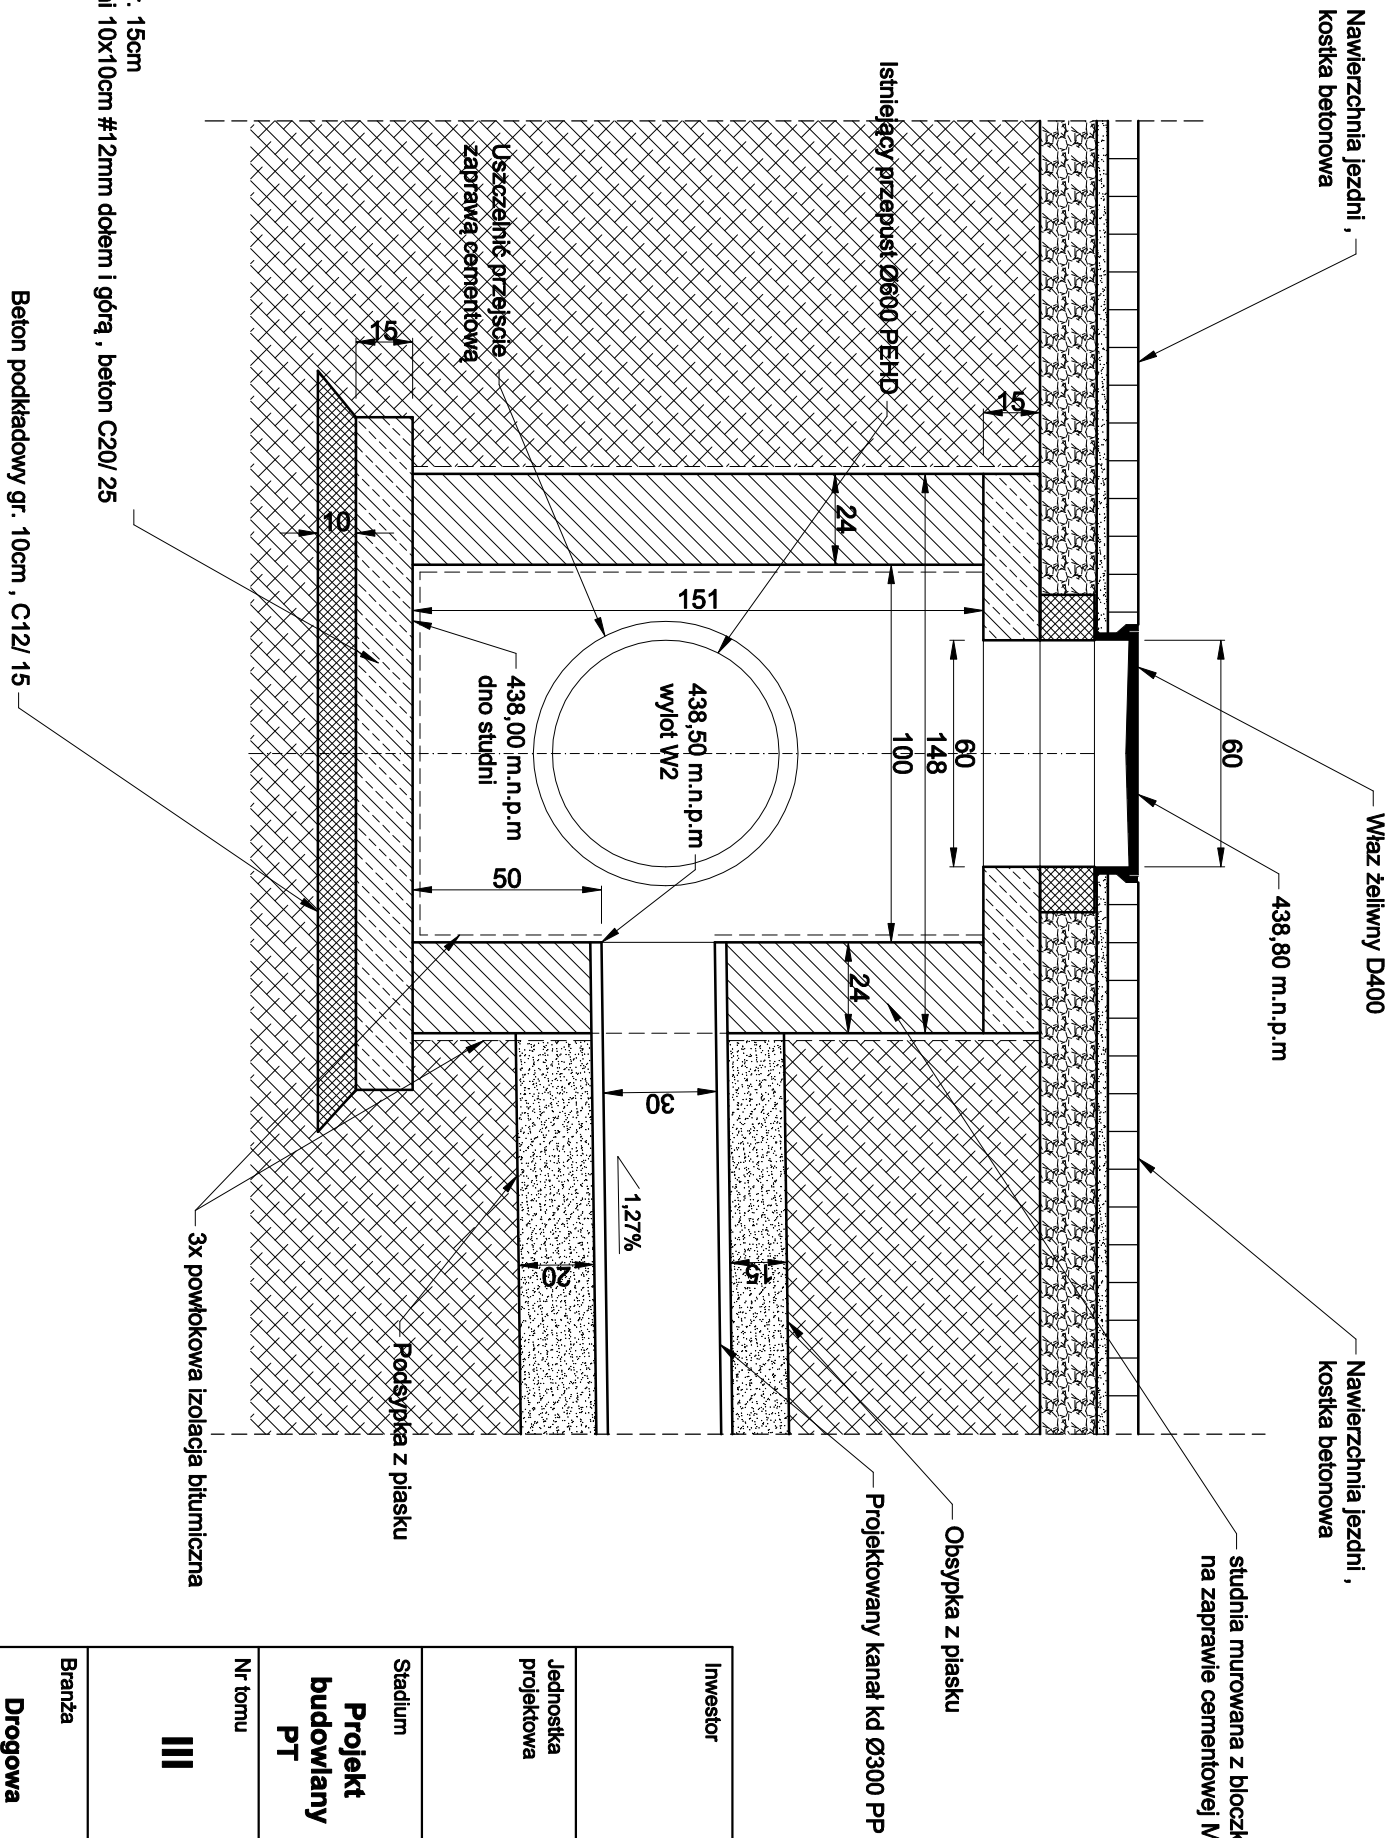 Nawierzchnia jezdni ,
kostka betonowa
Właz żeliwny D400
438,80 m.n.p.m
Nawierzchnia jezdni ,
kostka betonowa
studnia murowana z
na zaprawie cementowej
60
Istniejący przepust Ø600 PEHD
15
60
148
100
24
24
151
Uszczelnić przejscie
zaprawą cementową
438,50 m.n.p.m
wylot W2
438,00 m.n.p.m
dno studni
50
30
1,27%
15
20
15
10
Obsypka z piasku
Projektowany kanał kd Ø300 PP
Podsypka z piasku
3x powłokowa izolacja bitumiczna
15cm
10x10cm #12mm dołem i górą , beton C20/ 25
Beton podkładowy gr. 10cm , C12/ 15
Inwestor
Jednostka
projektowa
Stadium
Projekt
budowlany
PT
Nr tomu
III
Branża
Drogowa